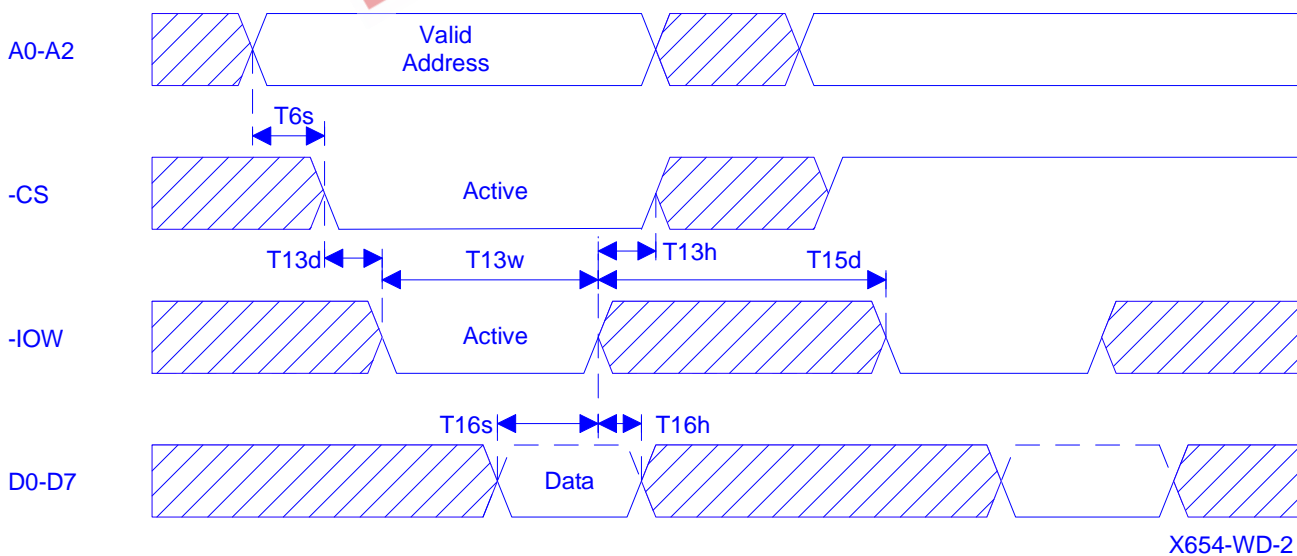 A0-A2
Valid
Address
T6s
-CS
Active
T13d
T13w
T13h
T15d
-IOW
Active
T16s
T16h
D0-D7
Data
X654-WD-2